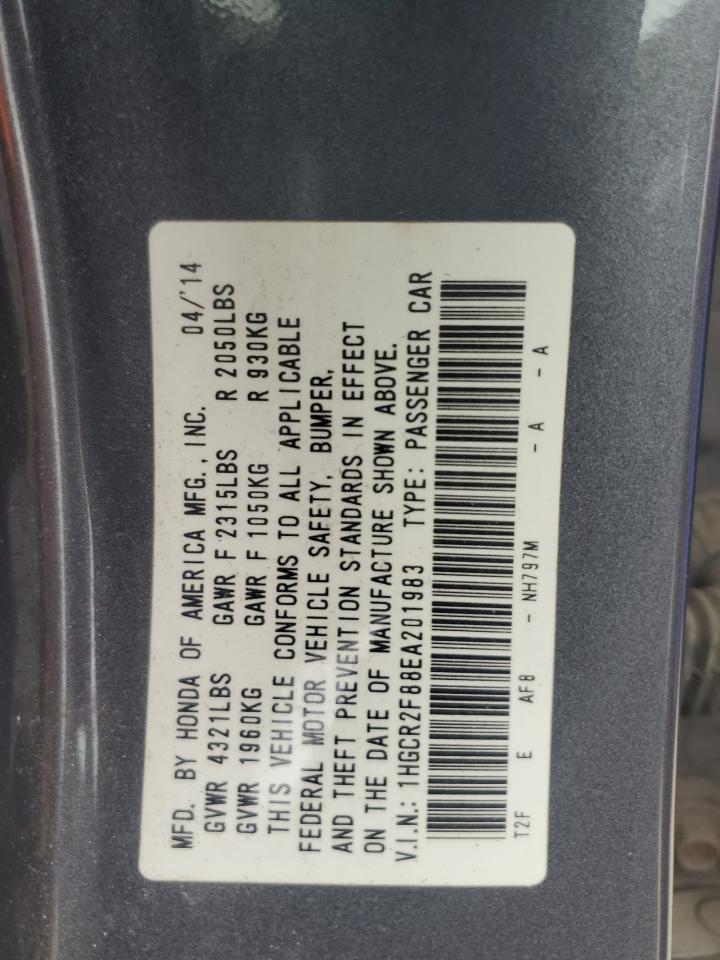 MFD. BY HONDA OF AMERICA MFG., INC. 04/'14
GVWR 4321LBS GAWR F 2315LBS R 2050LBS
GVWR 1960KG GAWR F 1050KG R 930KG
THIS VEHICLE CONFORMS TO ALL APPLICABLE
FEDERAL MOTOR VEHICLE SAFETY, BUMPER,
AND THEFT PREVENTION STANDARDS IN EFFECT
ON THE DATE OF MANUFACTURE SHOWN ABOVE.
V.I.N.: 1HGCR2F88EA201983 TYPE: PASSENGER CAR
T2F E AF8 - NH797M - A - A